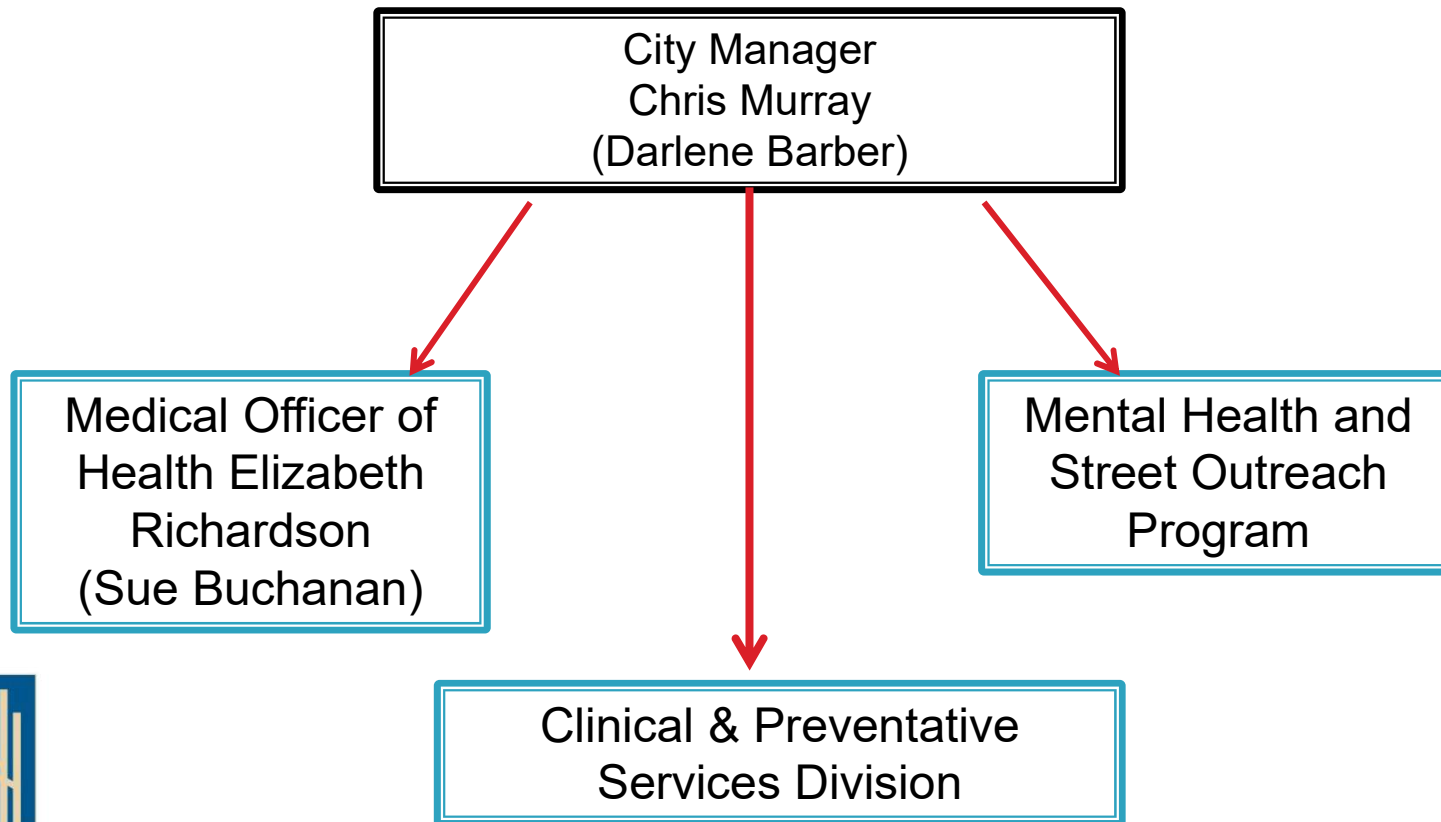 City Manager
Chris Murray
(Darlene Barber)
Medical Officer of
Health Elizabeth
Richardson
(Sue Buchanan)
Mental Health and
Street Outreach
Program
Clinical & Preventative
Services Division